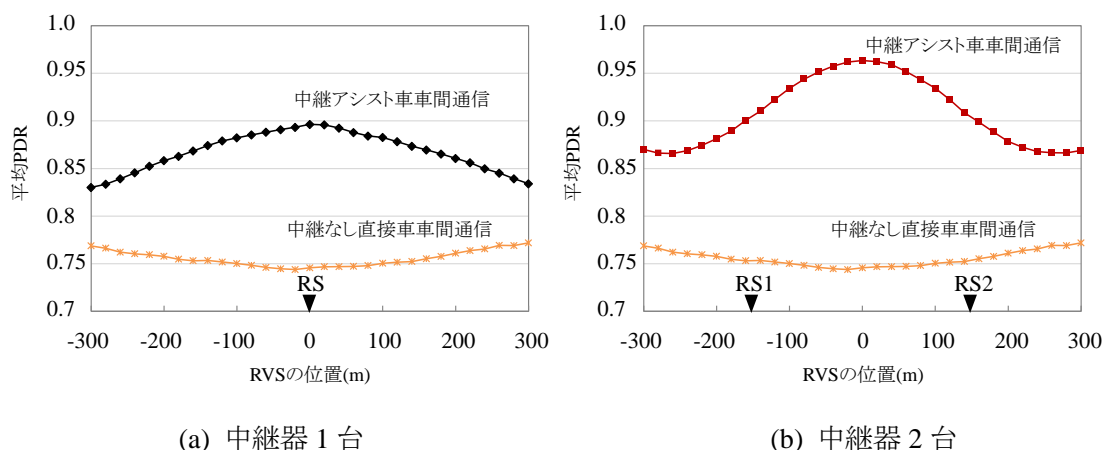 1.0
0.95
0.9
0.85
0.8
0.75
0.7
平均PDR
中継アシスト車車間通信
中継なし直接車車間通信
RS
-300 -200 -100 0 100 200 300
RVSの位置(m)
(a) 中継器 1 台
1.0
0.95
0.9
0.85
0.8
0.75
0.7
平均PDR
中継アシスト車車間通信
中継なし直接車車間通信
RS1 RS2
-300 -200 -100 0 100 200 300
RVSの位置(m)
(b) 中継器 2 台